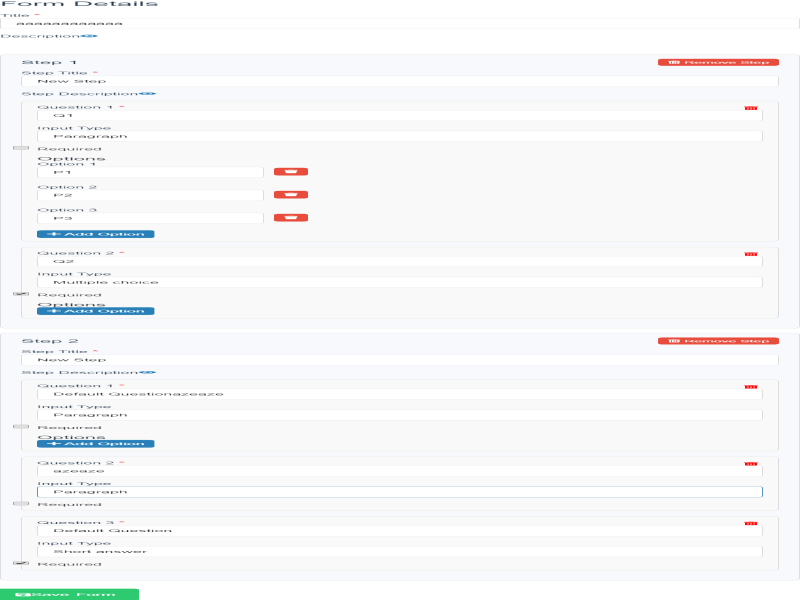 Form Details
Title *
aaaaaaaaaaaa
Description
Step 1
Remove Step
Step Title *
New Step
Step Description
Question 1 *
Q1
Input Type
Paragraph
Required
Options
Option 1
P1
Option 2
P2
Option 3
P3
+ Add Option
Question 2 *
Q2
Input Type
Multiple choice
Required
Options
+ Add Option
Step 2
Remove Step
Step Title *
New Step
Step Description
Question 1 *
Default Questionazeaze
Input Type
Paragraph
Required
Options
+ Add Option
Question 2 *
azeaze
Input Type
Paragraph
Required
Question 3 *
Default Question
Input Type
Short answer
Required
Save Form